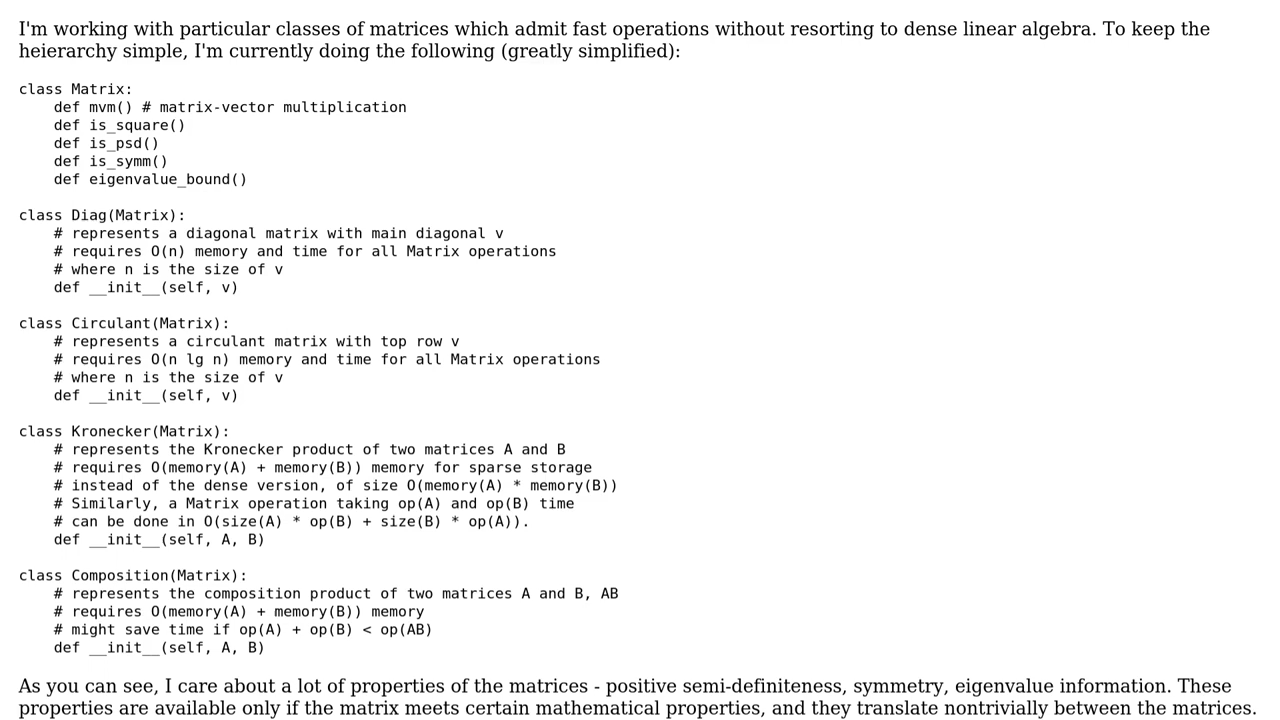 I'm working with particular classes of matrices which admit fast operations without resorting to dense linear algebra. To keep the
heierarchy simple, I'm currently doing the following (greatly simplified):
class Matrix:
    def mvm() # matrix-vector multiplication
    def is_square()
    def is_psd()
    def is_symm()
    def eigenvalue_bound()
class Diag(Matrix):
    # represents a diagonal matrix with main diagonal v
    # requires O(n) memory and time for all Matrix operations
    # where n is the size of v
    def __init__(self, v)
class Circulant(Matrix):
    # represents a circulant matrix with top row v
    # requires O(n lg n) memory and time for all Matrix operations
    # where n is the size of v
    def __init__(self, v)
class Kronecker(Matrix):
    # represents the Kronecker product of two matrices A and B
    # requires O(memory(A) + memory(B)) memory for sparse storage
    # instead of the dense version, of size O(memory(A) * memory(B))
    # Similarly, a Matrix operation taking op(A) and op(B) time
    # can be done in O(size(A) * op(B) + size(B) * op(A)).
    def __init__(self, A, B)
class Composition(Matrix):
    # represents the composition product of two matrices A and B, AB
    # requires O(memory(A) + memory(B)) memory
    # might save time if op(A) + op(B) < op(AB)
    def __init__(self, A, B)
As you can see, I care about a lot of properties of the matrices - positive semi-definiteness, symmetry, eigenvalue information. These
properties are available only if the matrix meets certain mathematical properties, and they translate nontrivially between the matrices.